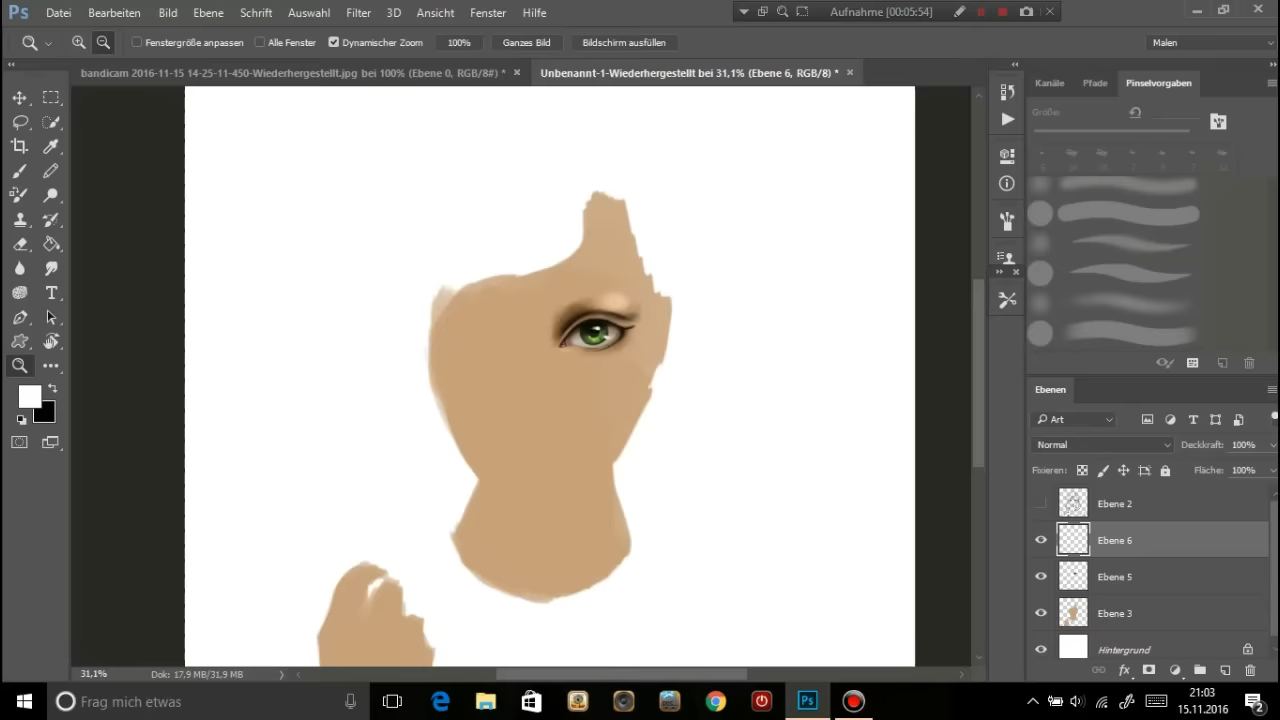 Ps Datei Bearbeiten Bild Ebene Schrift Auswahl Filter 3D Ansicht Fenster Hilfe
Aufnahme [00:05:54]
Fenstergröße anpassen Alle Fenster Dynamischer Zoom 100% Ganzes Bild Bildschirm ausfüllen Malen
bandicam 2016-11-15 14-25-11-450-Wiederhergestellt.jpg bei 100% (Ebene 0, RGB/8#) * Unbenannt-1-Wiederhergestellt bei 31,1% (Ebene 6, RGB/8) *
Kanäle Pfade Pinselvorgaben
Größe:
Ebenen
Art
Normal Deckkraft: 100%
Fixieren: Fläche: 100%
Ebene 2
Ebene 6
Ebene 5
Ebene 3
Hintergrund
31,1% Dok: 17,9 MB/31,9 MB
Frag mich etwas
Ps
21:03
15.11.2016
2